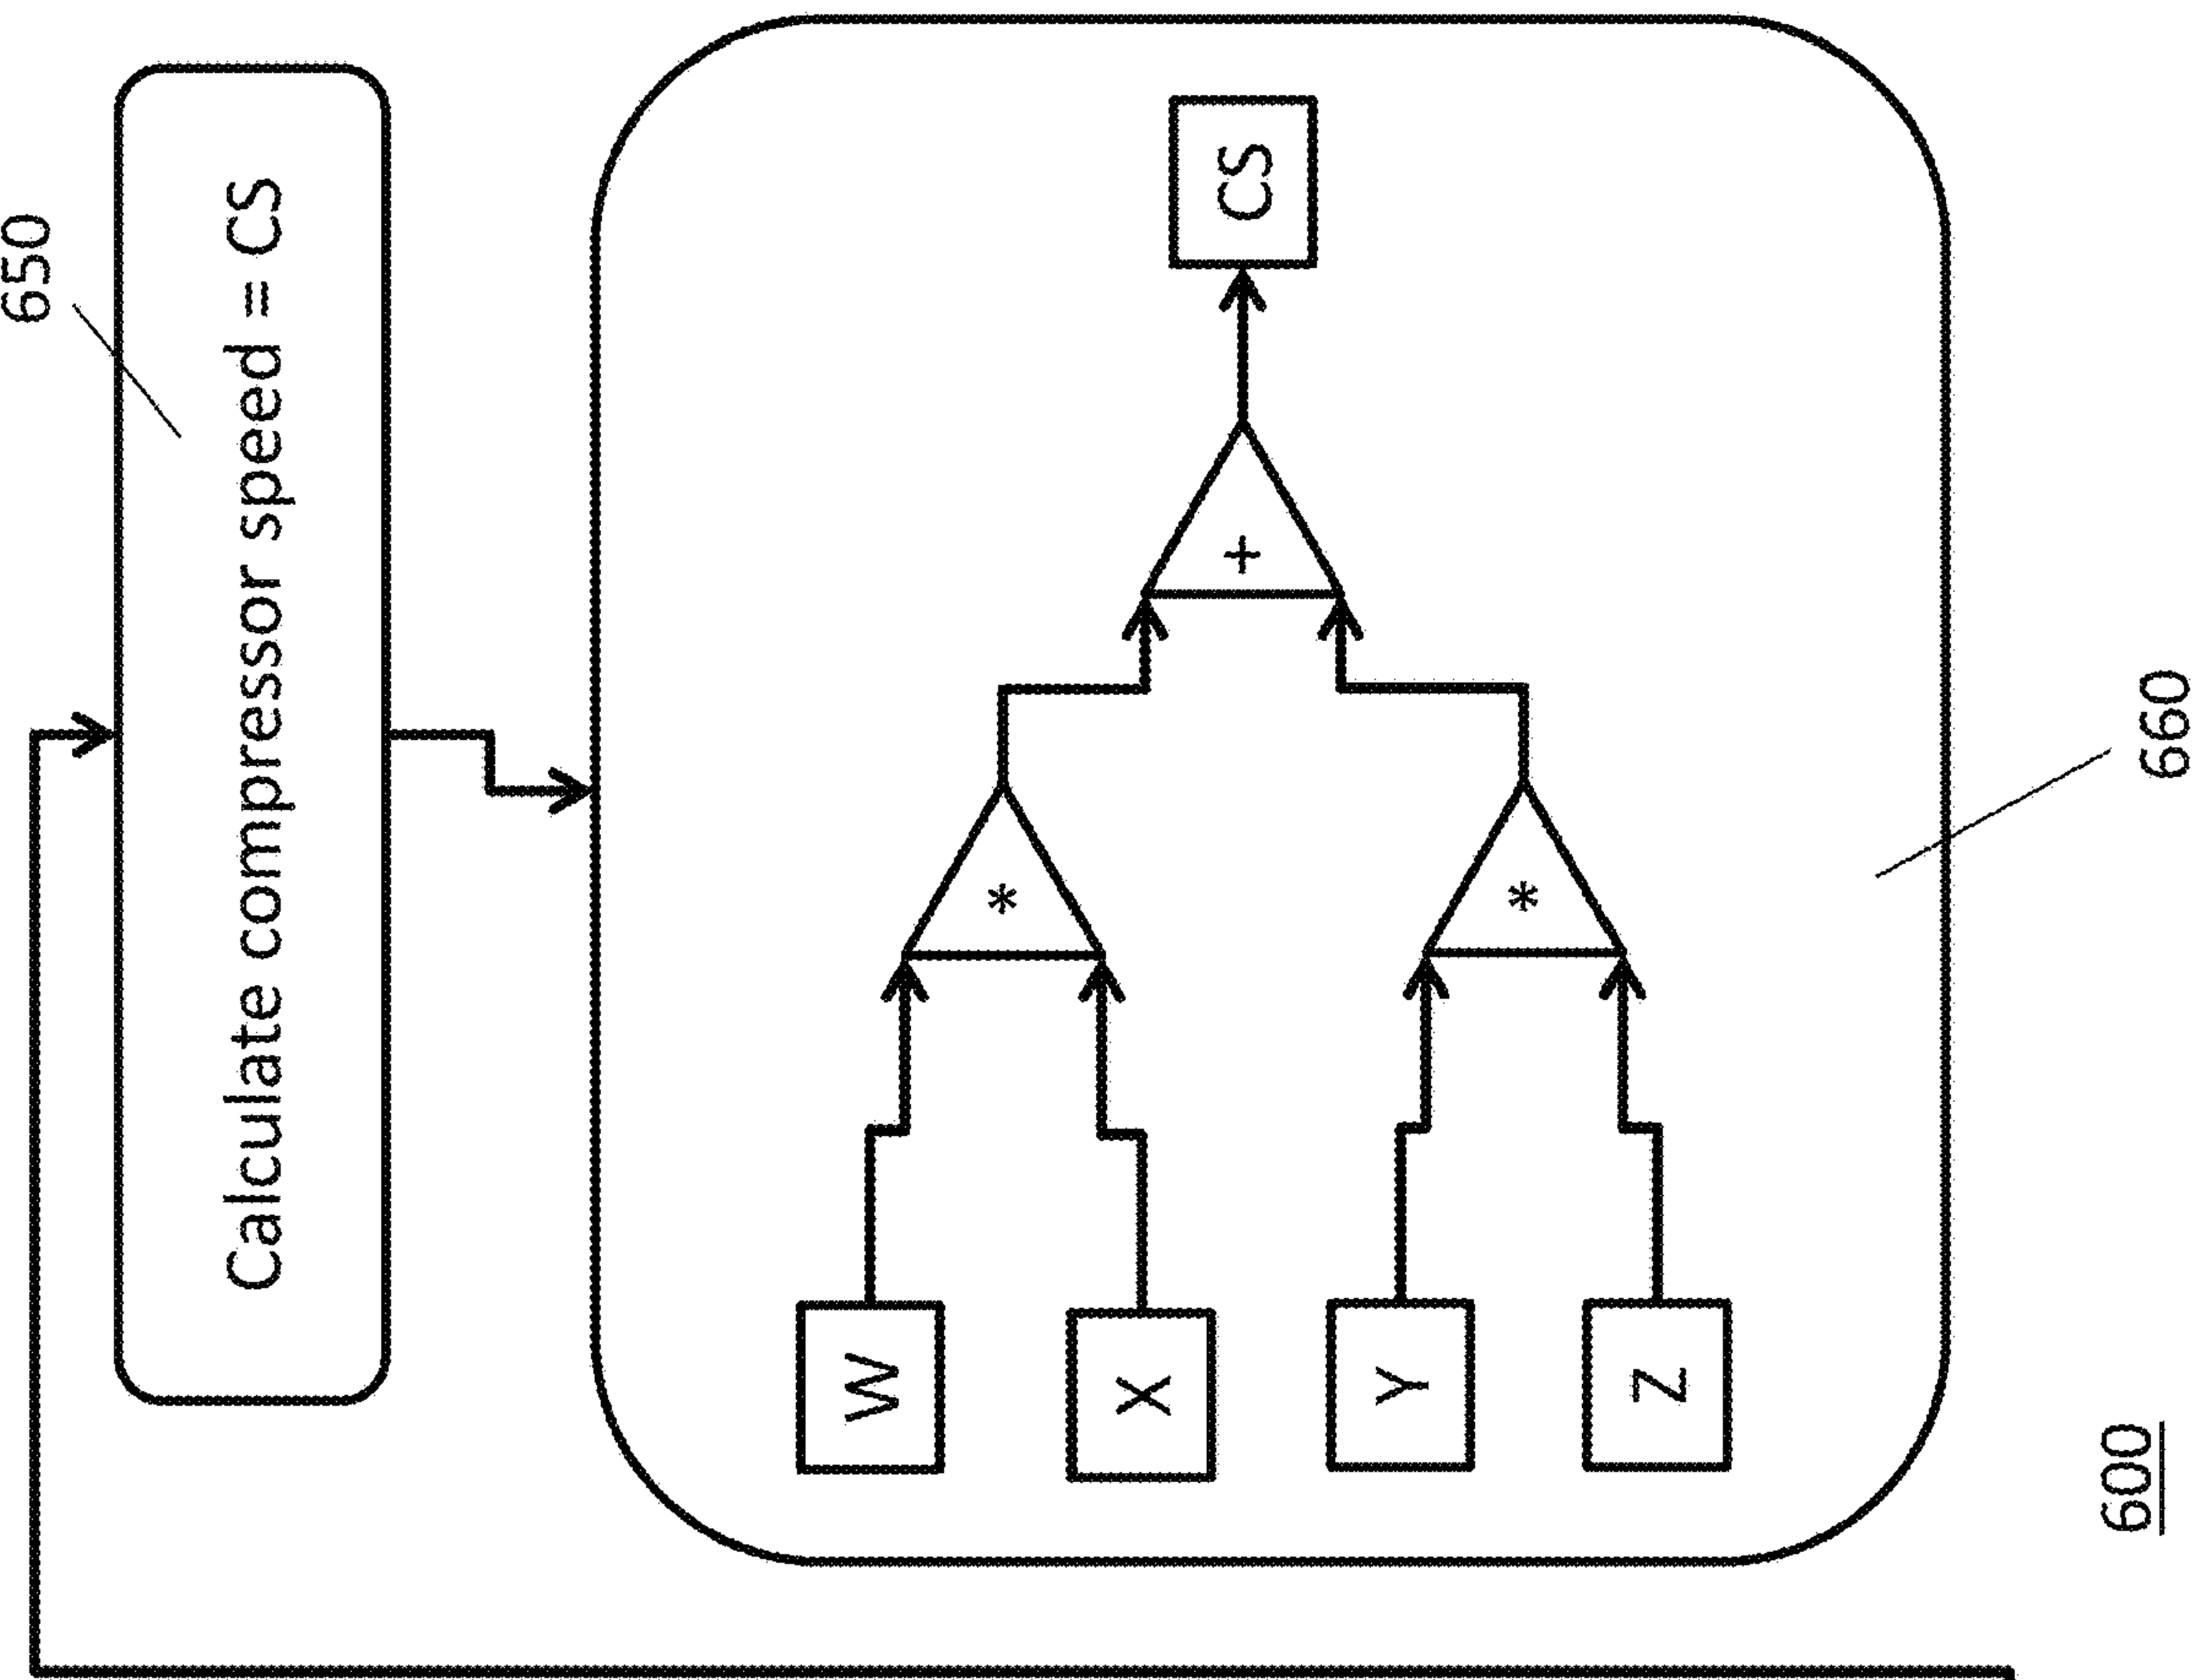 650
Calculate compressor speed = CS
W
*
X
+
CS
Y
*
Z
660
600